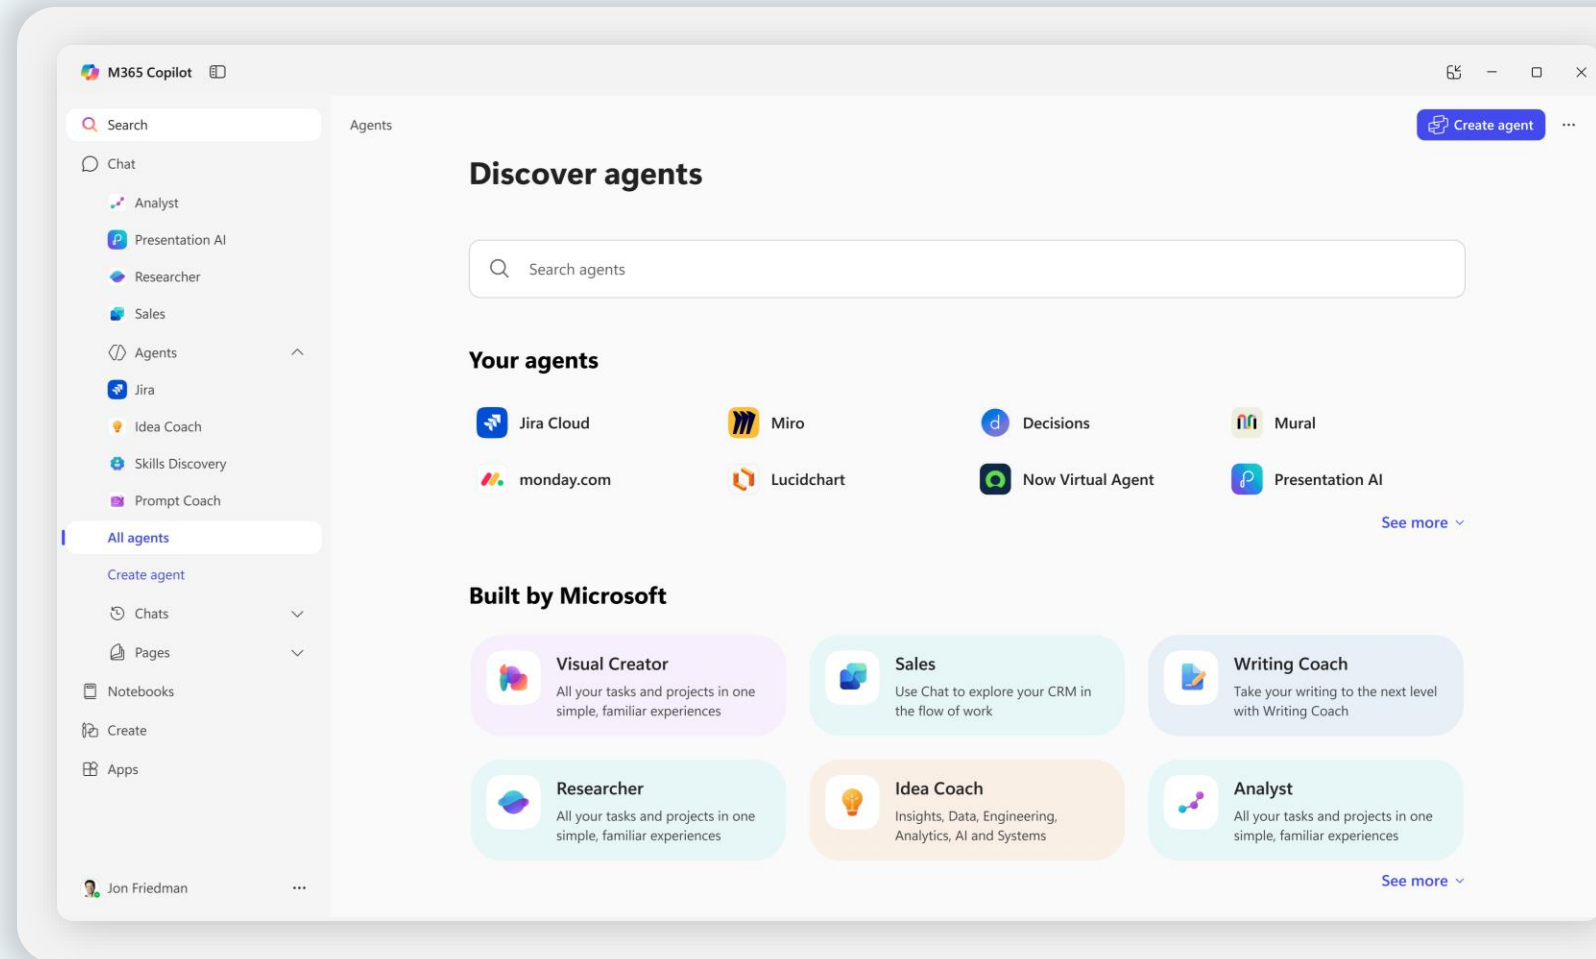 M365 Copilot
Search
Chat
Analyst
Presentation AI
Researcher
Sales
Agents
Jira
Idea Coach
Skills Discovery
Prompt Coach
All agents
Create agent
Chats
Pages
Notebooks
Create
Apps
Jon Friedman
Agents
Create agent
Discover agents
Search agents
Your agents
Jira Cloud
Miro
Decisions
Mural
monday.com
Lucidchart
Now Virtual Agent
Presentation AI
See more
Built by Microsoft
Visual Creator
All your tasks and projects in one
simple, familiar experiences
Sales
Use Chat to explore your CRM in
the flow of work
Writing Coach
Take your writing to the next level
with Writing Coach
Researcher
All your tasks and projects in one
simple, familiar experiences
Idea Coach
Insights, Data, Engineering,
Analytics, AI and Systems
Analyst
All your tasks and projects in one
simple, familiar experiences
See more